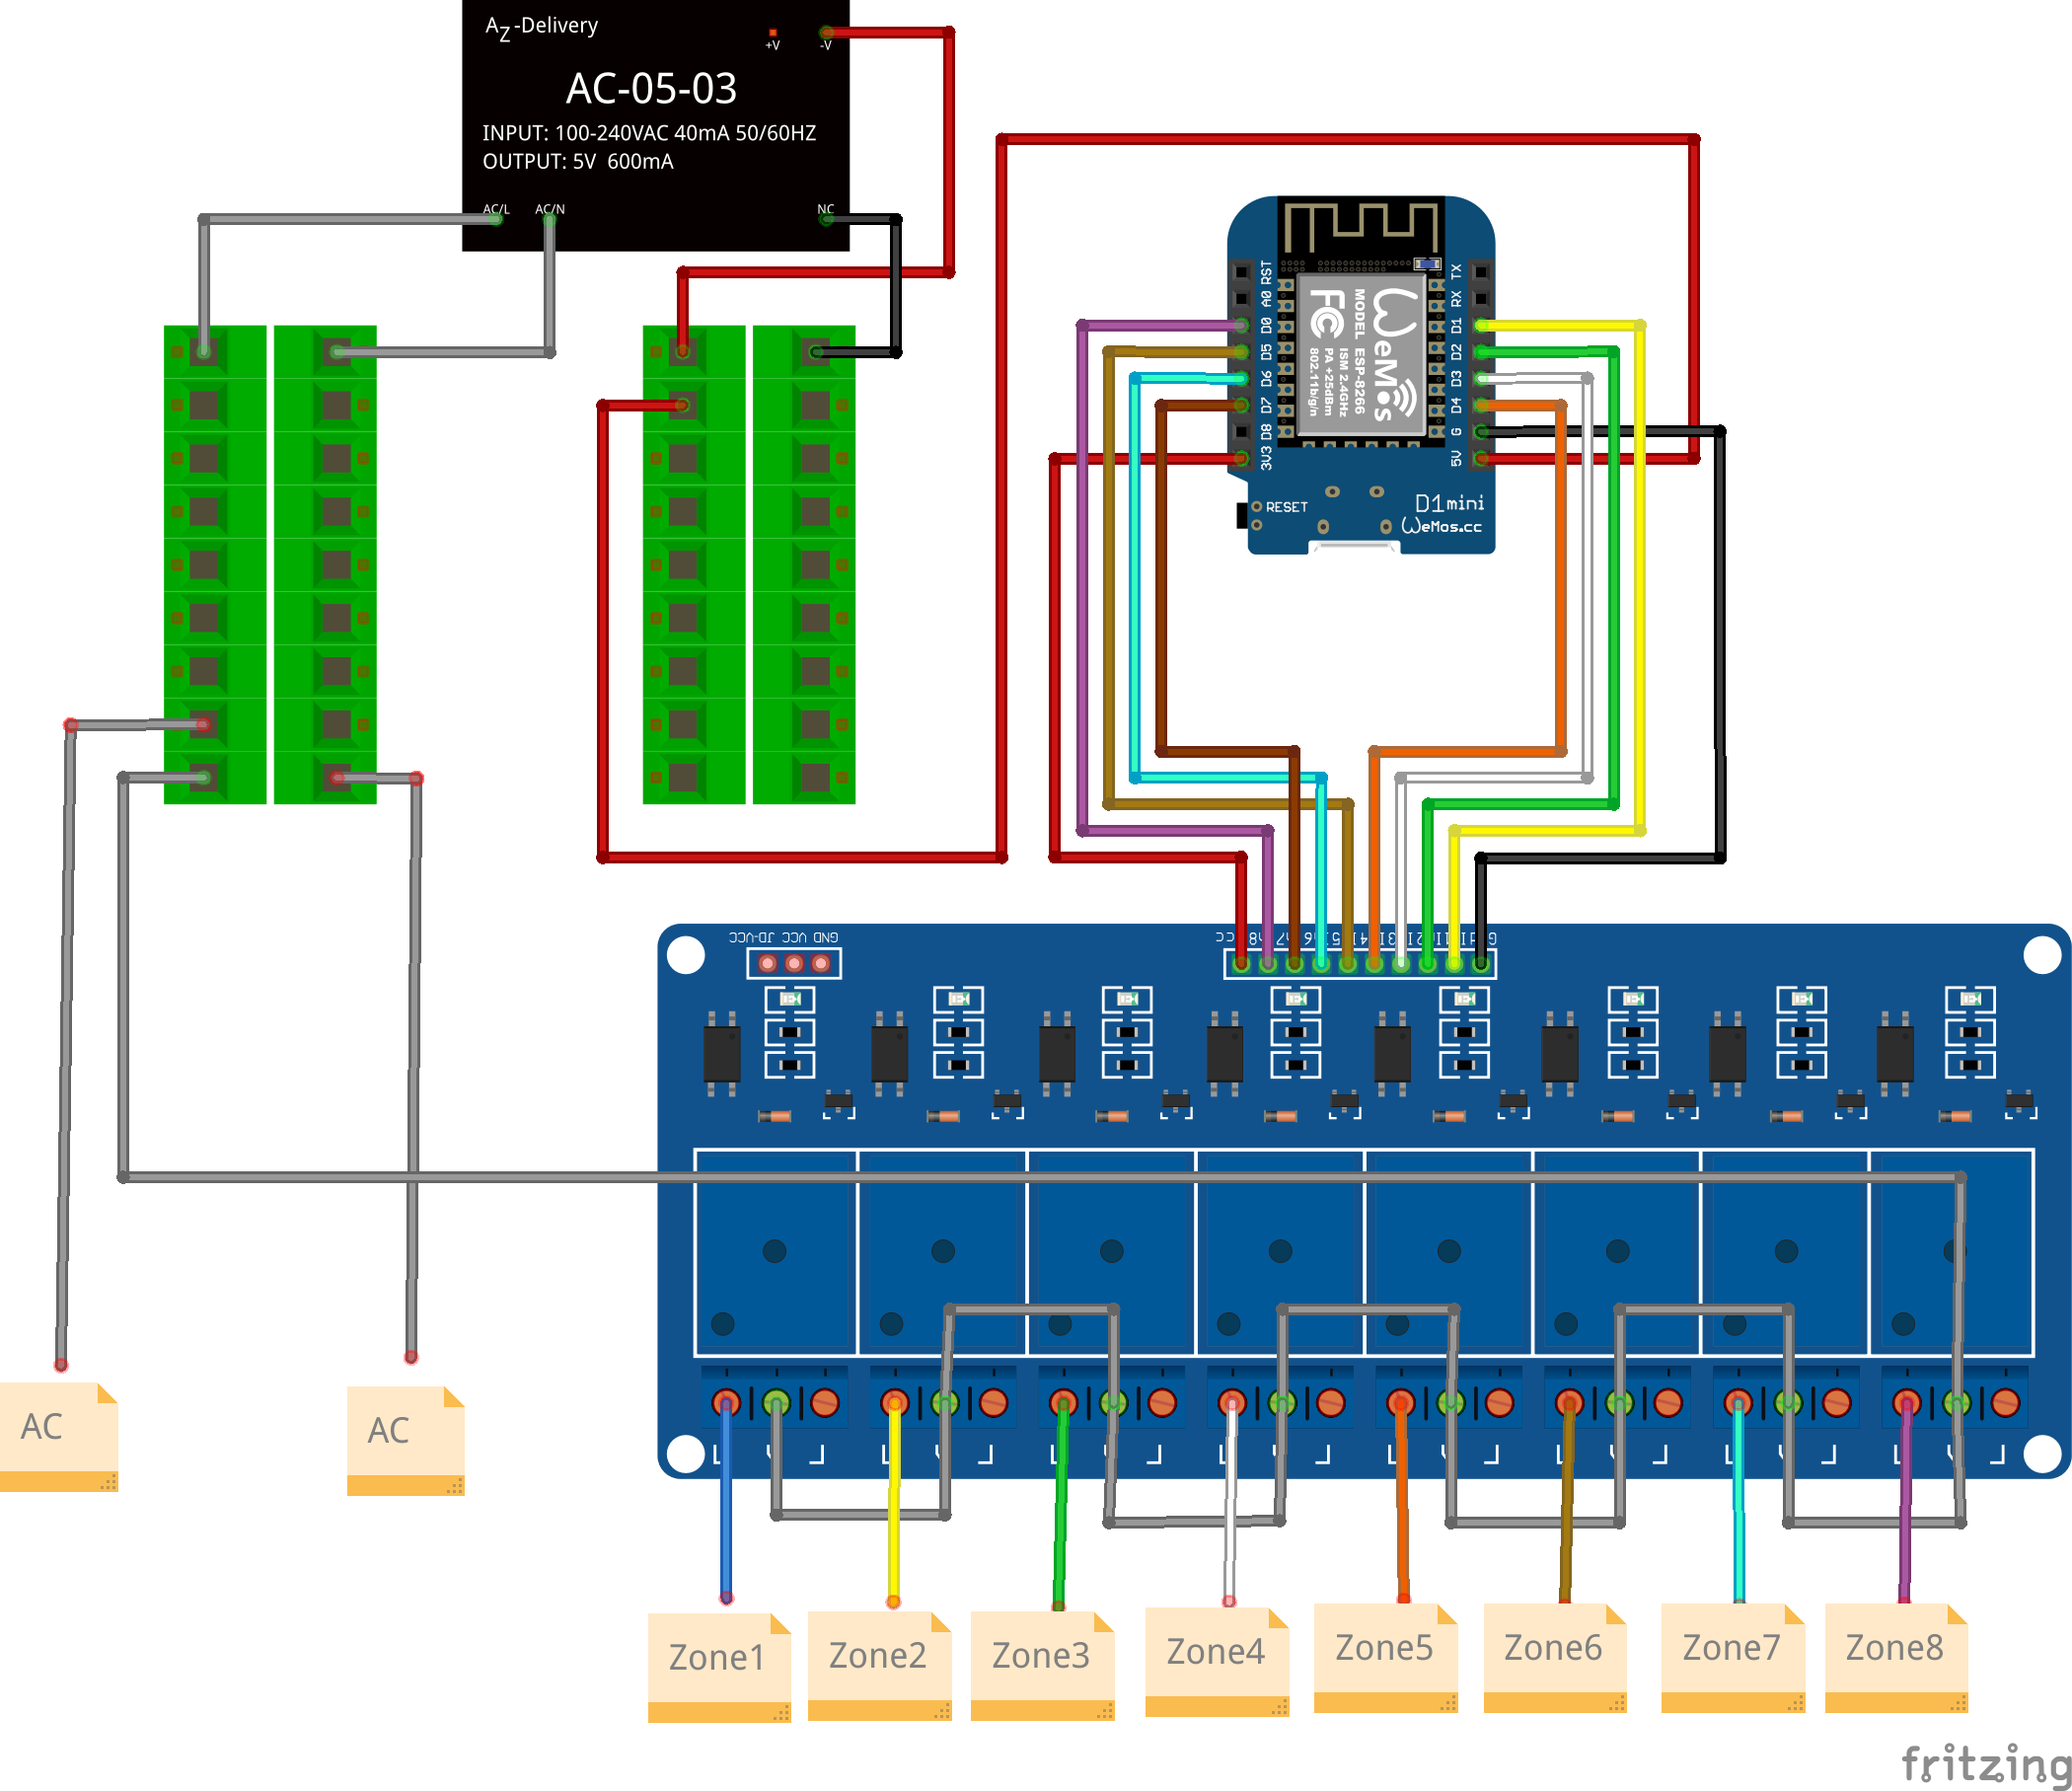 AZ-Delivery
+V
-V
AC-05-03
INPUT: 100-240VAC 40mA 50/60HZ
OUTPUT: 5V 600mA
AC/L
AC/N
NC
RST
A0
D0
D5
D6
D7
D8
3V3
TX
RX
D1
D2
D3
D4
G
5V
WeMos
MODEL ESP-8266
ISM 2.4GHz
PA +25dBm
802.11b/g/n
FC
RESET
D1mini
WeMos.cc
GND VCC JD-VCC
AC
AC
Zone1
Zone2
Zone3
Zone4
Zone5
Zone6
Zone7
Zone8
fritzing